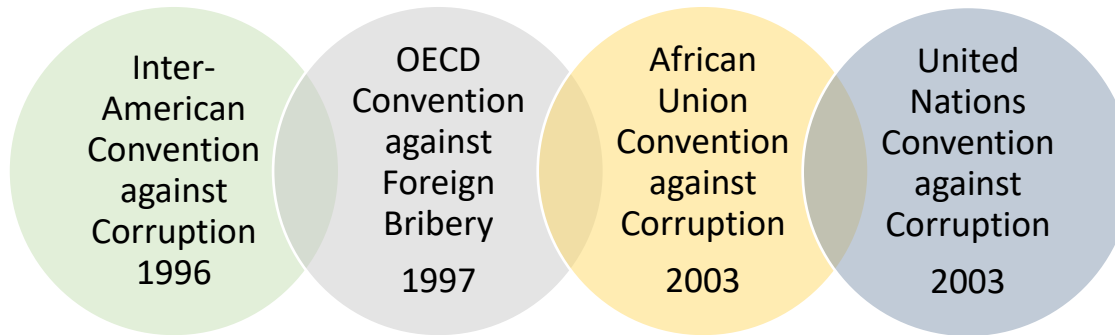 Inter-
American
Convention
against
Corruption
1996
OECD
Convention
against
Foreign
Bribery
1997
African
Union
Convention
against
Corruption
2003
United
Nations
Convention
against
Corruption
2003